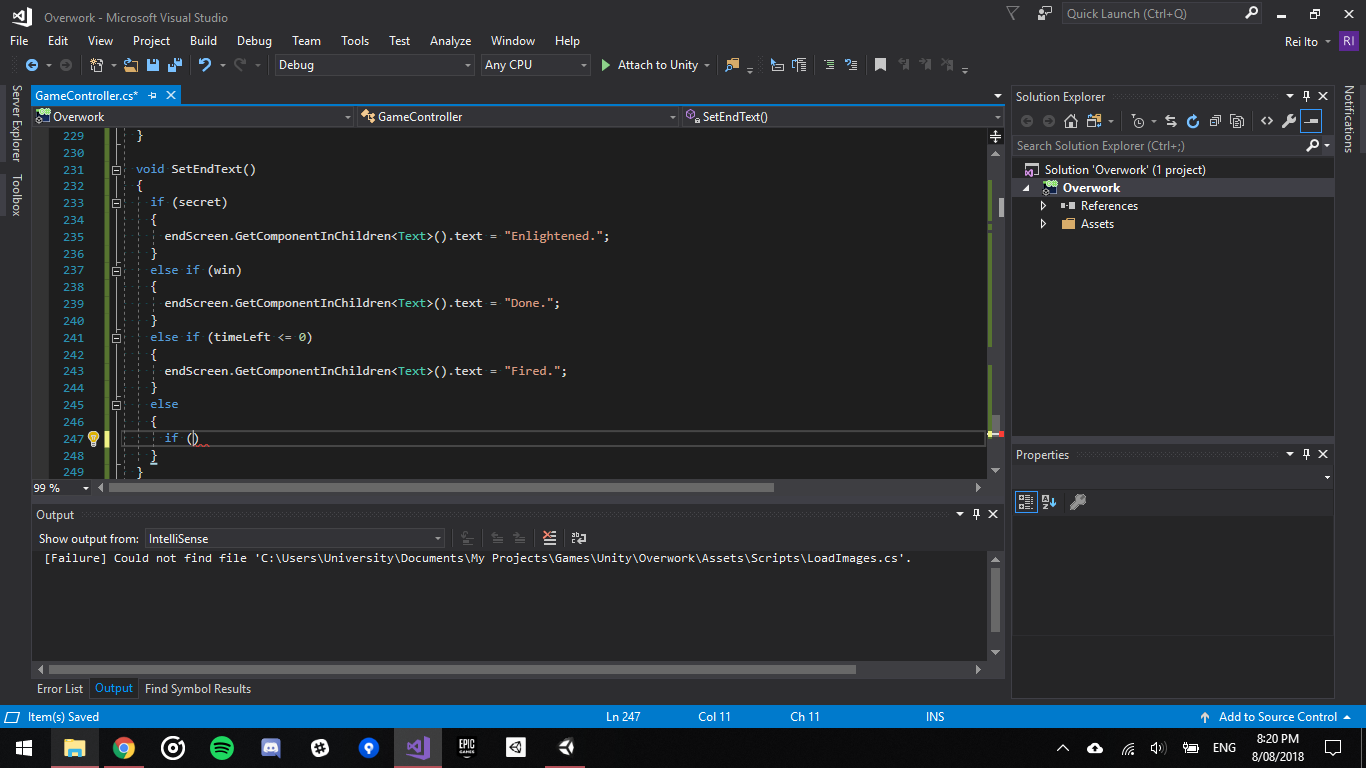 Overwork - Microsoft Visual Studio
Quick Launch (Ctrl+Q)
File Edit View Project Build Debug Team Tools Test Analyze Window Help
Rei Ito RI
Debug Any CPU Attach to Unity
Server Explorer
Toolbox
GameController.cs*
Overwork GameController SetEndText()
229 }
230
231 void SetEndText()
232 {
233 if (secret)
234 {
235 endScreen.GetComponentInChildren<Text>().text = "Enlightened.";
236 }
237 else if (win)
238 {
239 endScreen.GetComponentInChildren<Text>().text = "Done.";
240 }
241 else if (timeLeft <= 0)
242 {
243 endScreen.GetComponentInChildren<Text>().text = "Fired.";
244 }
245 else
246 {
247 if ()
248 }
249 }
99 %
Output
Show output from: IntelliSense
[Failure] Could not find file 'C:\Users\University\Documents\My Projects\Games\Unity\Overwork\Assets\Scripts\LoadImages.cs'.
Error List Output Find Symbol Results
Solution Explorer
Search Solution Explorer (Ctrl+;)
Solution 'Overwork' (1 project)
Overwork
References
Assets
Properties
Notifications
Item(s) Saved Ln 247 Col 11 Ch 11 INS Add to Source Control
EPIC GAMES
ENG
8:20 PM
8/08/2018